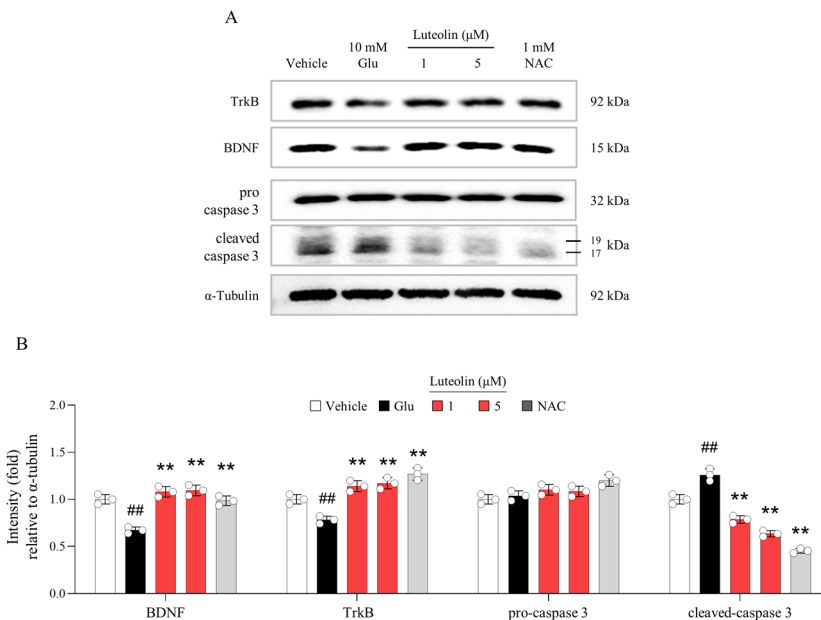 A
Luteolin (μM)
10 mM
1 mM
Vehicle Glu 1 5 NAC
TrkB 92 kDa
BDNF 15 kDa
pro
caspase 3
32 kDa
cleaved
caspase 3
19
kDa
17
α-Tubulin 92 kDa
B
Luteolin (μM)
Vehicle Glu 1 5 NAC
Intensity (fold)
relative to α-tubulin
2.0
1.5
1.0
0.5
0.0
## ** ** **
## ** ** **
## ** ** **
BDNF TrkB pro-caspase 3 cleaved-caspase 3